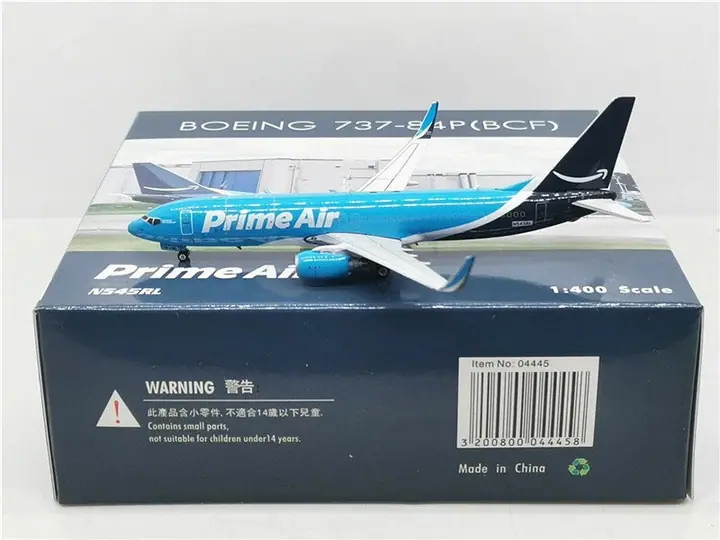 BOEING 737-84P(BCF)
Prime Air
N545RL
Prime Air
N545RL
1:400 Scale
Item No: 04445
WARNING 警告:
此產品含小零件, 不適合14歲以下兒童.
Contains small parts,
not suitable for children under14 years.
3 200800 044458
Made in China